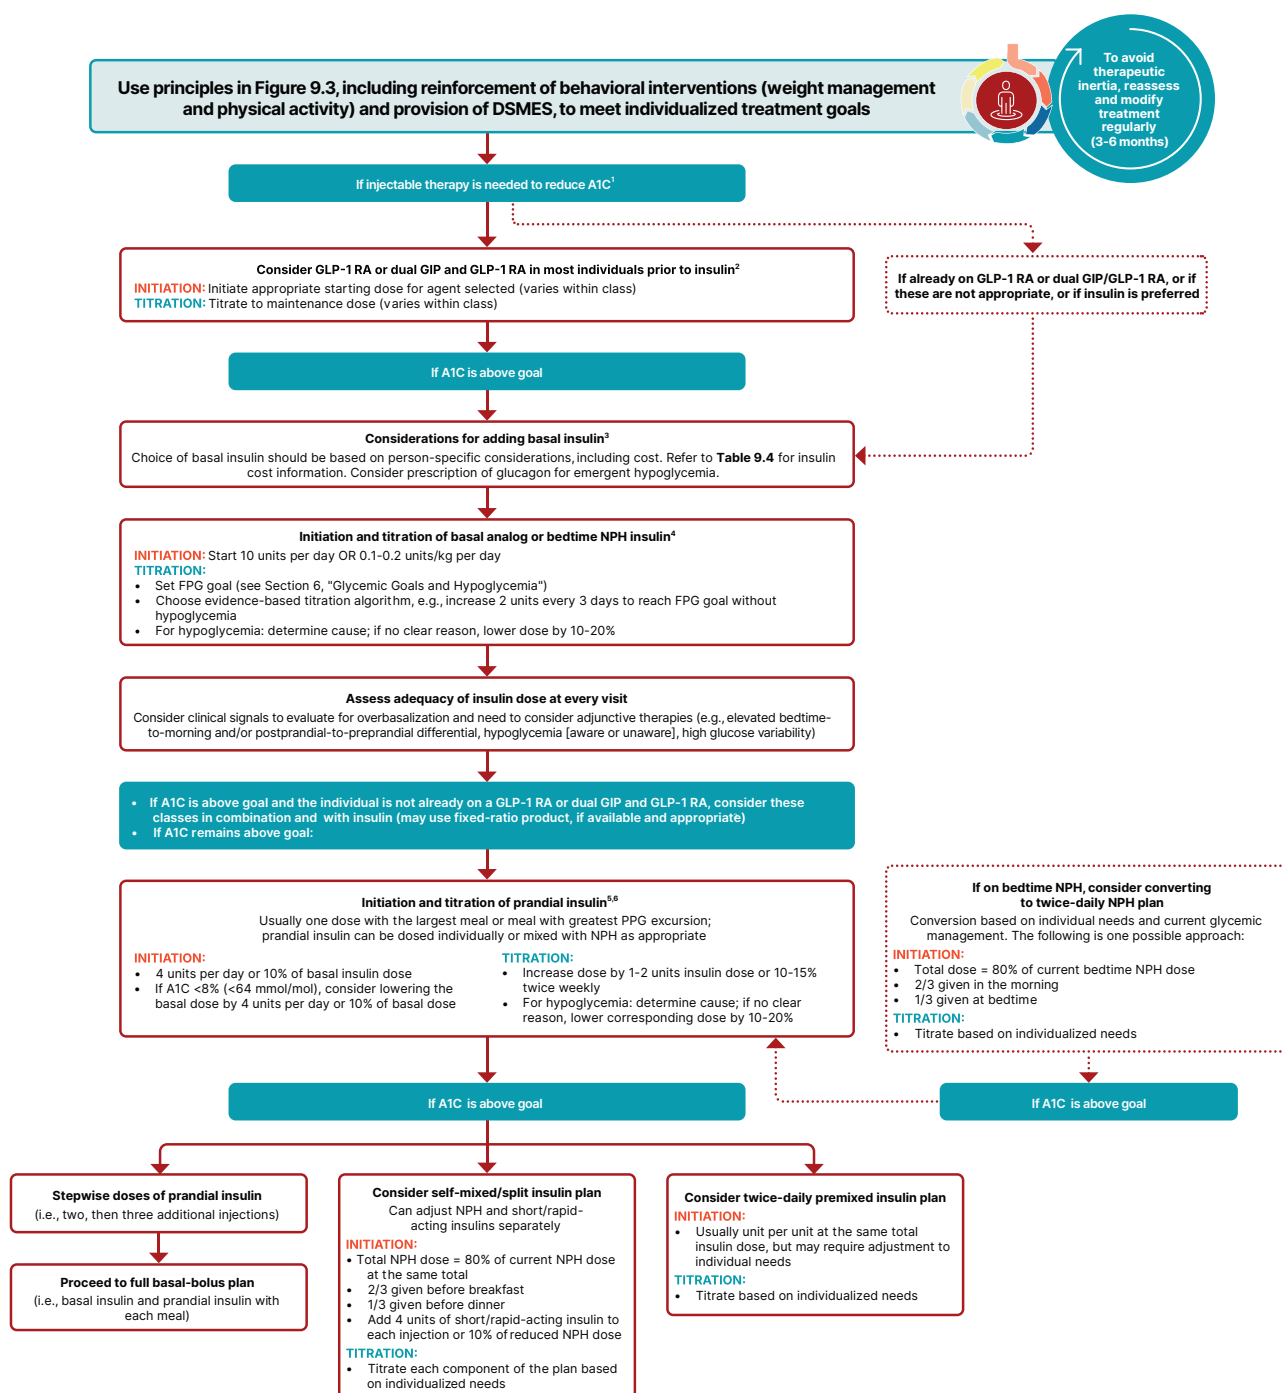 Use principles in Figure 9.3, including reinforcement of behavioral interventions (weight management
and physical activity) and provision of DSMES, to meet individualized treatment goals
To avoid
therapeutic
inertia, reassess
and modify
treatment
regularly
(3-6 months)
If injectable therapy is needed to reduce A1C¹
Consider GLP-1 RA or dual GIP and GLP-1 RA in most individuals prior to insulin²
INITIATION: Initiate appropriate starting dose for agent selected (varies within class)
TITRATION: Titrate to maintenance dose (varies within class)
If already on GLP-1 RA or dual GIP/GLP-1 RA, or if
these are not appropriate, or if insulin is preferred
If A1C is above goal
Considerations for adding basal insulin³
Choice of basal insulin should be based on person-specific considerations, including cost. Refer to Table 9.4 for insulin
cost information. Consider prescription of glucagon for emergent hypoglycemia.
Initiation and titration of basal analog or bedtime NPH insulin⁴
INITIATION: Start 10 units per day OR 0.1-0.2 units/kg per day
TITRATION:
• Set FPG goal (see Section 6, "Glycemic Goals and Hypoglycemia")
• Choose evidence-based titration algorithm, e.g., increase 2 units every 3 days to reach FPG goal without
hypoglycemia
• For hypoglycemia: determine cause; if no clear reason, lower dose by 10-20%
Assess adequacy of insulin dose at every visit
Consider clinical signals to evaluate for overbasalization and need to consider adjunctive therapies (e.g., elevated bedtime-
to-morning and/or postprandial-to-preprandial differential, hypoglycemia [aware or unaware], high glucose variability)
• If A1C is above goal and the individual is not already on a GLP-1 RA or dual GIP and GLP-1 RA, consider these
classes in combination and with insulin (may use fixed-ratio product, if available and appropriate)
• If A1C remains above goal:
Initiation and titration of prandial insulin⁵,⁶
Usually one dose with the largest meal or meal with greatest PPG excursion;
prandial insulin can be dosed individually or mixed with NPH as appropriate
INITIATION:
• 4 units per day or 10% of basal insulin dose
• If A1C <8% (<64 mmol/mol), consider lowering the
basal dose by 4 units per day or 10% of basal dose
TITRATION:
• Increase dose by 1-2 units insulin dose or 10-15%
twice weekly
• For hypoglycemia: determine cause; if no clear
reason, lower corresponding dose by 10-20%
If on bedtime NPH, consider converting
to twice-daily NPH plan
Conversion based on individual needs and current glycemic
management. The following is one possible approach:
INITIATION:
• Total dose = 80% of current bedtime NPH dose
• 2/3 given in the morning
• 1/3 given at bedtime
TITRATION:
• Titrate based on individualized needs
If A1C is above goal
If A1C is above goal
Stepwise doses of prandial insulin
(i.e., two, then three additional injections)
Proceed to full basal-bolus plan
(i.e., basal insulin and prandial insulin with
each meal)
Consider self-mixed/split insulin plan
Can adjust NPH and short/rapid-
acting insulins separately
INITIATION:
• Total NPH dose = 80% of current NPH dose
at the same total
• 2/3 given before breakfast
• 1/3 given before dinner
• Add 4 units of short/rapid-acting insulin to
each injection or 10% of reduced NPH dose
TITRATION:
• Titrate each component of the plan based
on individualized needs
Consider twice-daily premixed insulin plan
INITIATION:
• Usually unit per unit at the same total
insulin dose, but may require adjustment to
individual needs
TITRATION:
• Titrate based on individualized needs